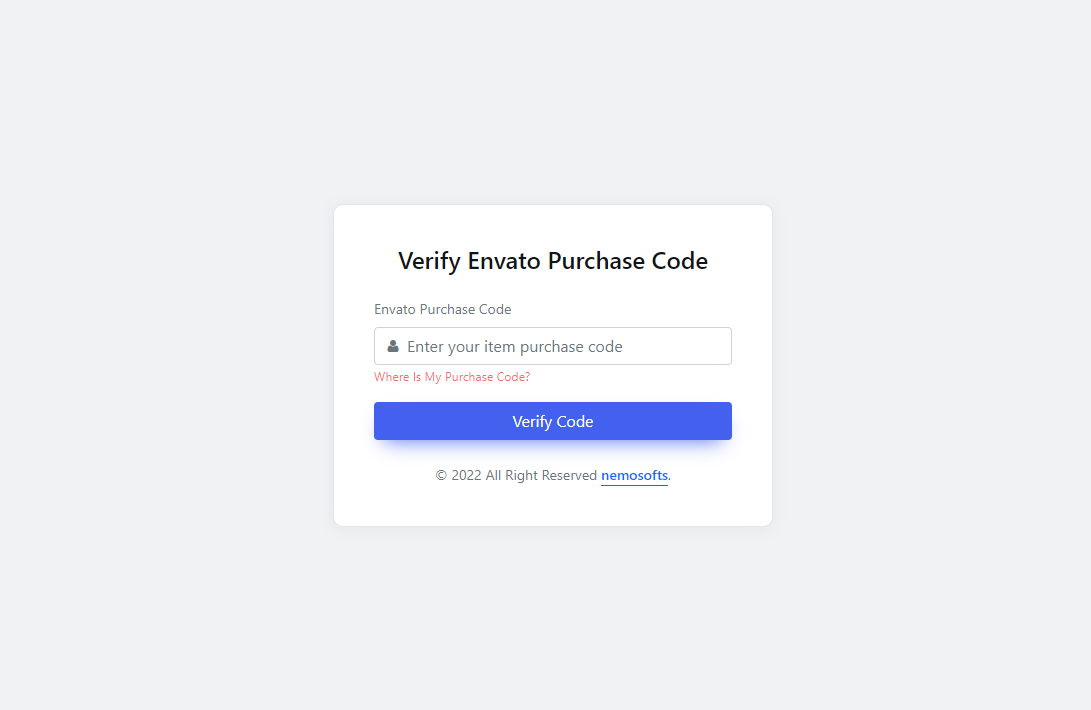 Verify Envato Purchase Code
Envato Purchase Code
Enter your item purchase code
Where Is My Purchase Code?
Verify Code
© 2022 All Right Reserved nemosofts.